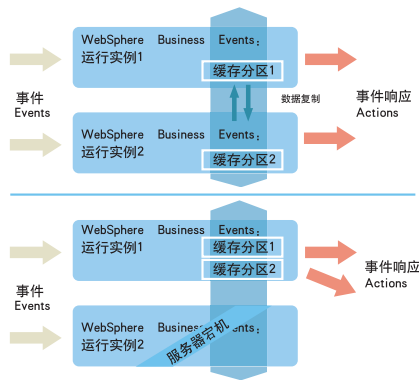 WebSphere Business Events：
运行实例1
缓存分区1
事件
Events
数据复制
事件响应
Actions
WebSphere Business Events：
运行实例2
缓存分区2
WebSphere Business Events：
运行实例1
缓存分区1
缓存分区2
事件响应
Actions
事件
Events
WebSphere Business Events：
运行实例2
服务器宕机